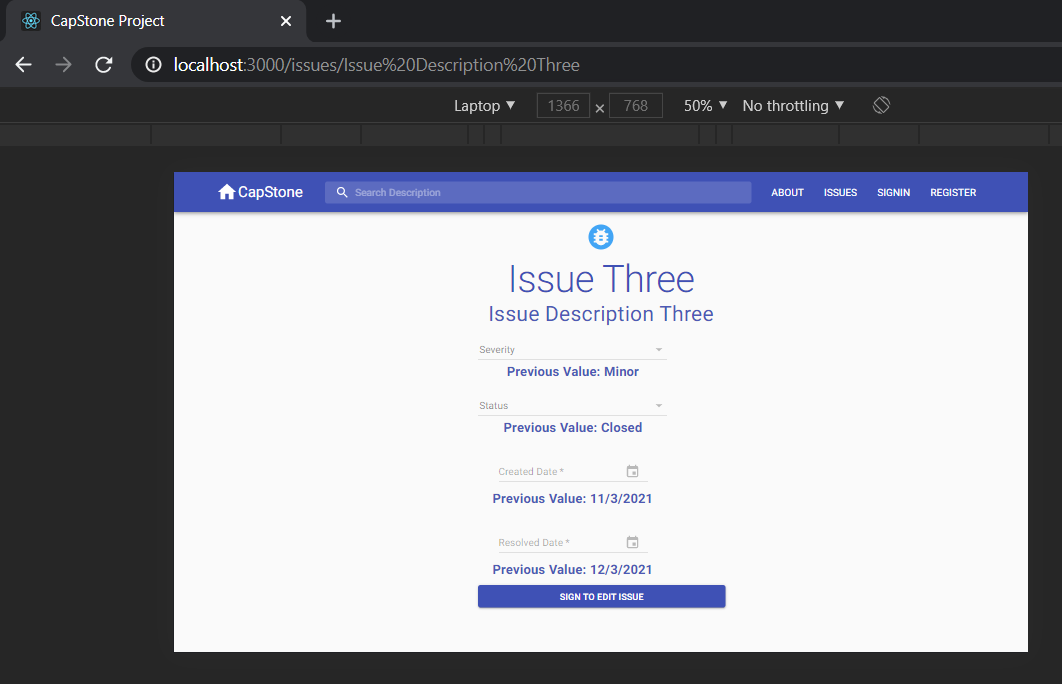 CapStone Project
localhost:3000/issues/Issue%20Description%20Three
Laptop ▼ 1366 × 768 50% ▼ No throttling ▼
CapStone Search Description ABOUT ISSUES SIGNIN REGISTER
Issue Three
Issue Description Three
Severity
Previous Value: Minor
Status
Previous Value: Closed
Created Date *
Previous Value: 11/3/2021
Resolved Date *
Previous Value: 12/3/2021
SIGN TO EDIT ISSUE